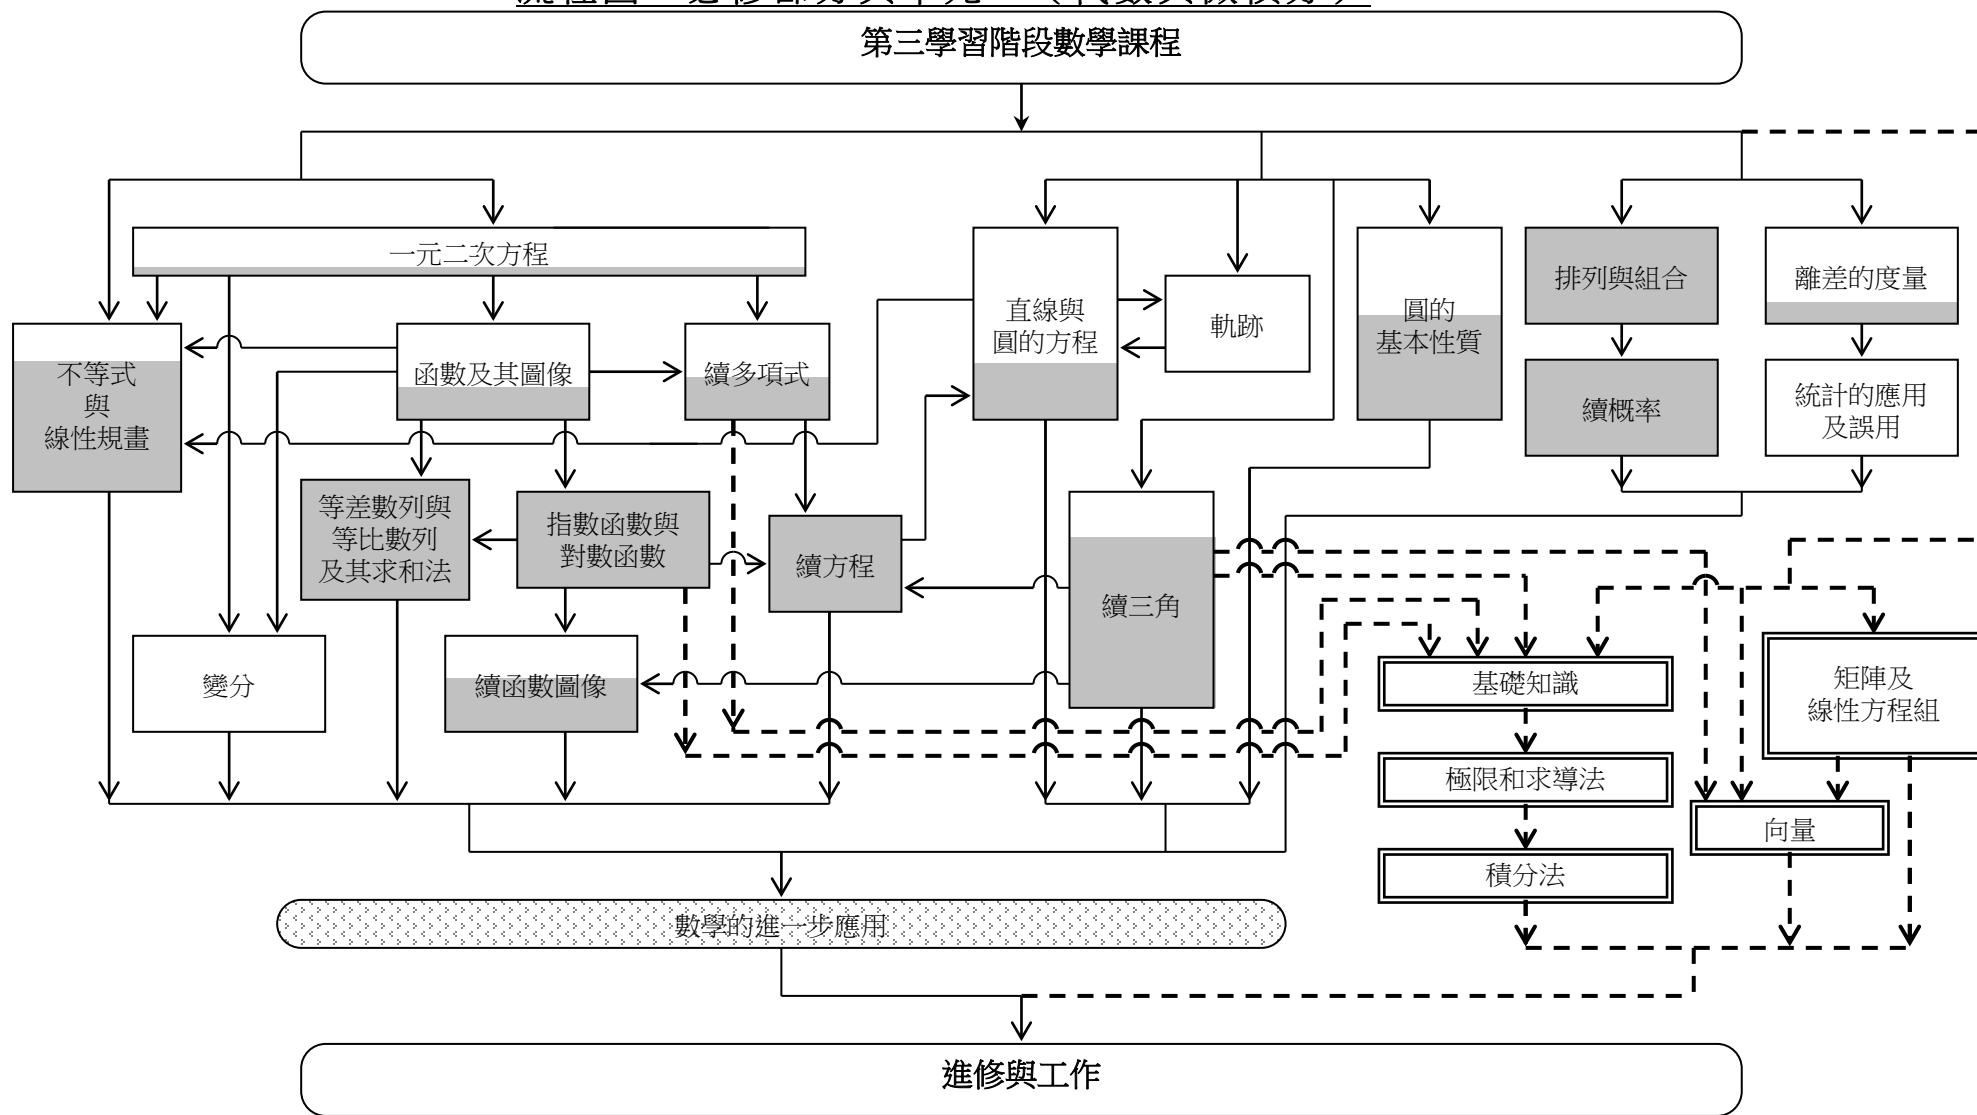 第三學習階段數學課程
一元二次方程
不等式
與
線性規畫
函數及其圖像
續多項式
直線與
圓的方程
軌跡
圓的
基本性質
排列與組合
離差的度量
續概率
統計的應用
及誤用
等差數列與
等比數列
及其求和法
指數函數與
對數函數
續方程
續三角
變分
續函數圖像
基礎知識
矩陣及
線性方程組
極限和求導法
向量
積分法
數學的進一步應用
進修與工作